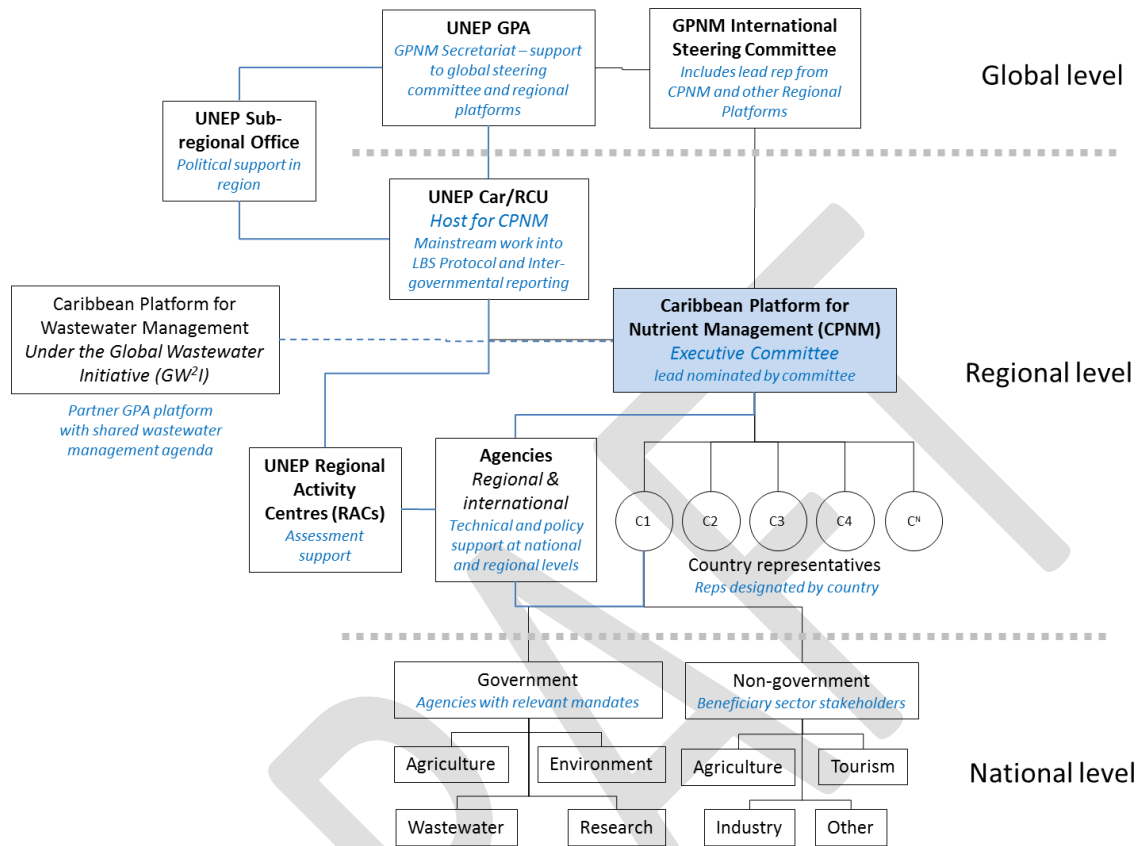 UNEP GPA
GPNM Secretariat – support
to global steering
committee and regional
platforms
GPNM International
Steering Committee
Includes lead rep from
CPNM and other Regional
Platforms
Global level
UNEP Sub-
regional Office
Political support in
region
UNEP Car/RCU
Host for CPNM
Mainstream work into
LBS Protocol and Inter-
governmental reporting
Caribbean Platform for
Wastewater Management
Under the Global Wastewater
Initiative (GW²I)
Partner GPA platform
with shared wastewater
management agenda
Caribbean Platform for
Nutrient Management (CPNM)
Executive Committee
lead nominated by committee
Regional level
UNEP Regional
Activity
Centres (RACs)
Assessment
support
Agencies
Regional &
international
Technical and policy
support at national
and regional levels
C1
C2
C3
C4
Cᴺ
Country representatives
Reps designated by country
Government
Agencies with relevant mandates
Non-government
Beneficiary sector stakeholders
Agriculture
Environment
Agriculture
Tourism
National level
Wastewater
Research
Industry
Other
DRAFT